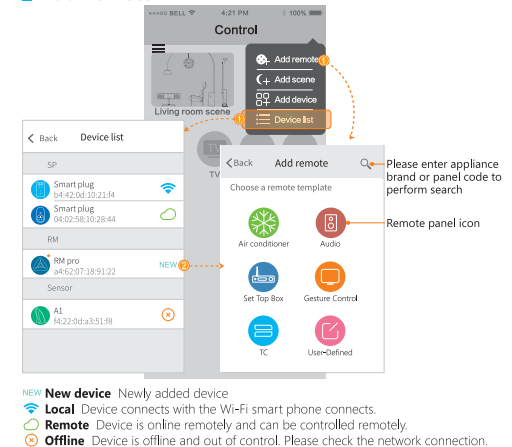 BELL 4:21 PM 100%
Control
Add remote
Add scene
Add device
Device list
Living room scene
TV
TV
Back Device list
SP
Smart plug
b4:42:0d:10:21:f4
Smart plug
04:02:58:10:28:44
RM
RM pro
a4:62:07:18:91:22
NEW
Sensor
A1
f4:22:0d:a3:51:f8
1
1
2
Back Add remote
Choose a remote template
Air conditioner Audio
Set Top Box Gesture Control
TC User-Defined
Please enter appliance
brand or panel code to
perform search
Remote panel icon
NEW New device Newly added device
Local Device connects with the Wi-Fi smart phone connects.
Remote Device is online remotely and can be controlled remotely.
Offline Device is offline and out of control. Please check the network connection.